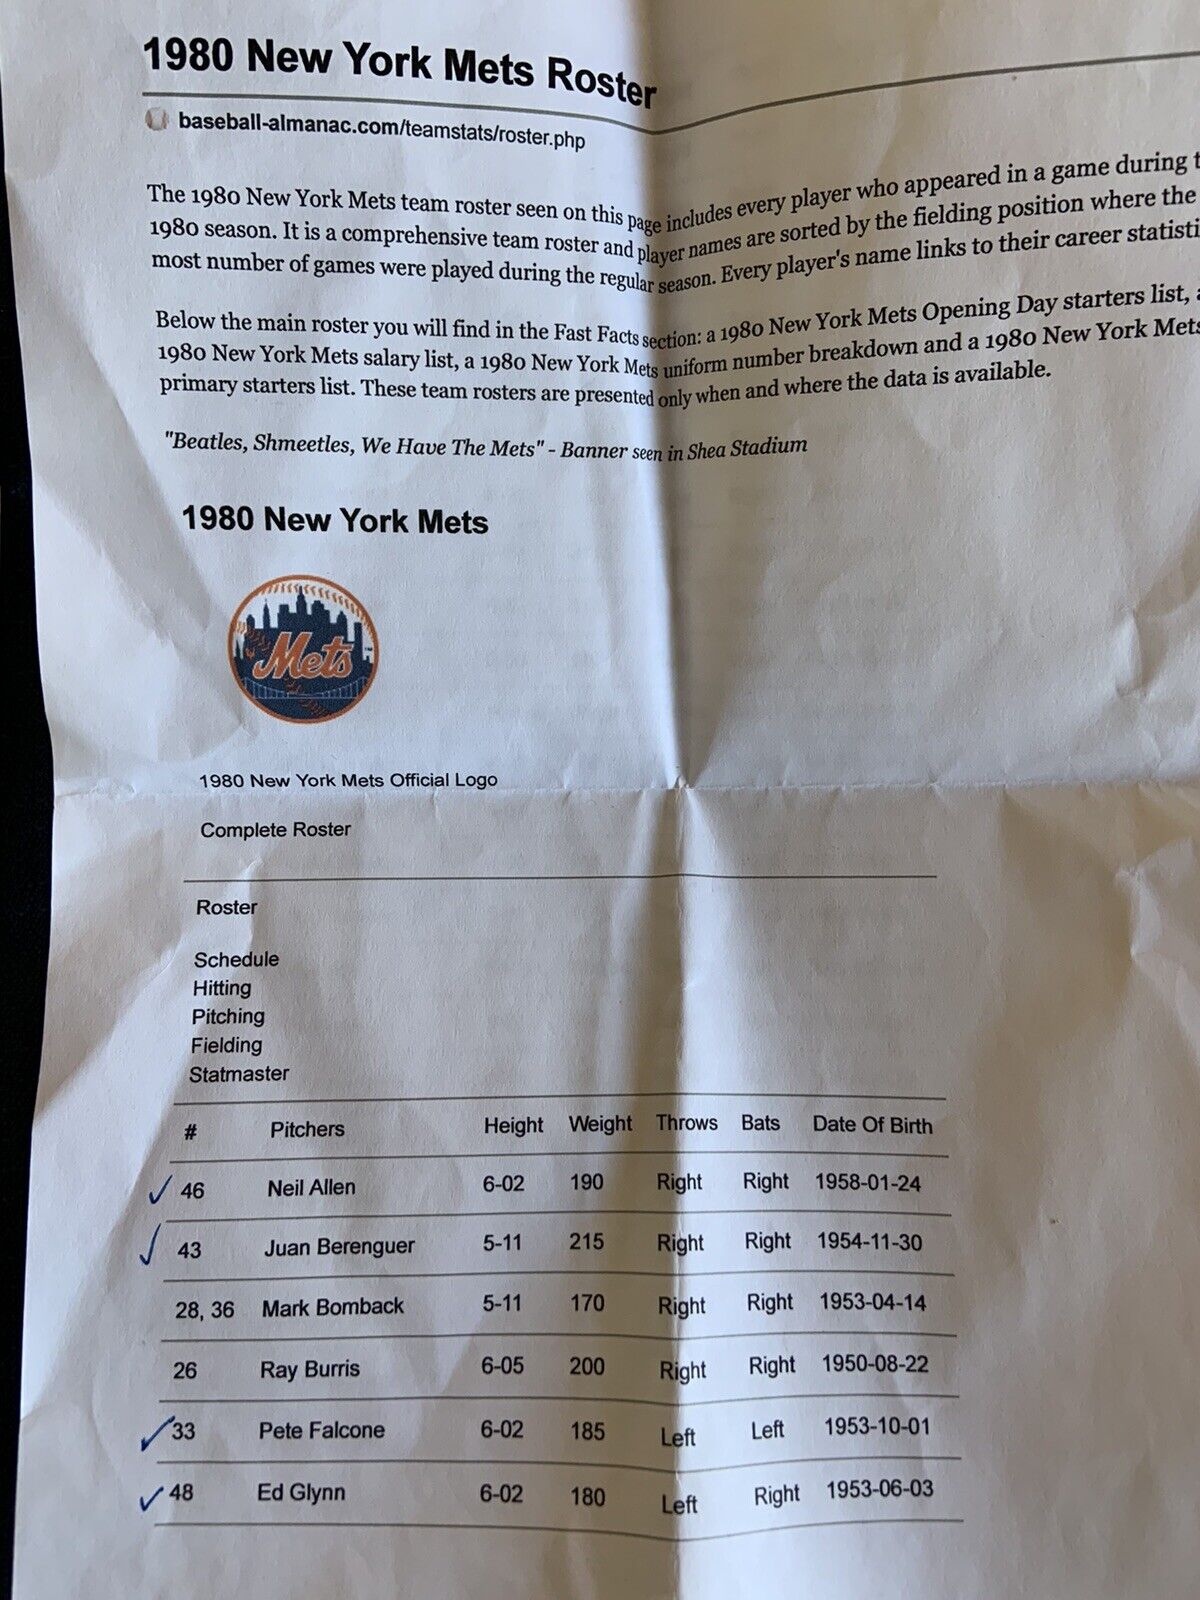 1980 New York Mets Roster
baseball-almanac.com/teamstats/roster.php
The 1980 New York Mets team roster seen on this page includes every player who appeared in a game during
1980 season. It is a comprehensive team roster and player names are sorted by the fielding position where the
most number of games were played during the regular season. Every player's name links to their career
Below the main roster you will find in the Fast Facts section: a 1980 New York Mets Opening Day starters list,
1980 New York Mets salary list, a 1980 New York Mets uniform number breakdown and a 1980 New York Mets
primary starters list. These team rosters are presented only when and where the data is available.
"Beatles, Shmeetles, We Have The Mets" - Banner seen in Shea Stadium
1980 New York Mets
Mets
1980 New York Mets Official Logo
Complete Roster
Roster
Schedule
Hitting
Pitching
Fielding
Statmaster
# Pitchers Height Weight Throws Bats Date Of Birth
46 Neil Allen 6-02 190 Right Right 1958-01-24
43 Juan Berenguer 5-11 215 Right Right 1954-11-30
28, 36 Mark Bomback 5-11 170 Right Right 1953-04-14
26 Ray Burris 6-05 200 Right Right 1950-08-22
33 Pete Falcone 6-02 185 Left Left 1953-10-01
48 Ed Glynn 6-02 180 Left Right 1953-06-03